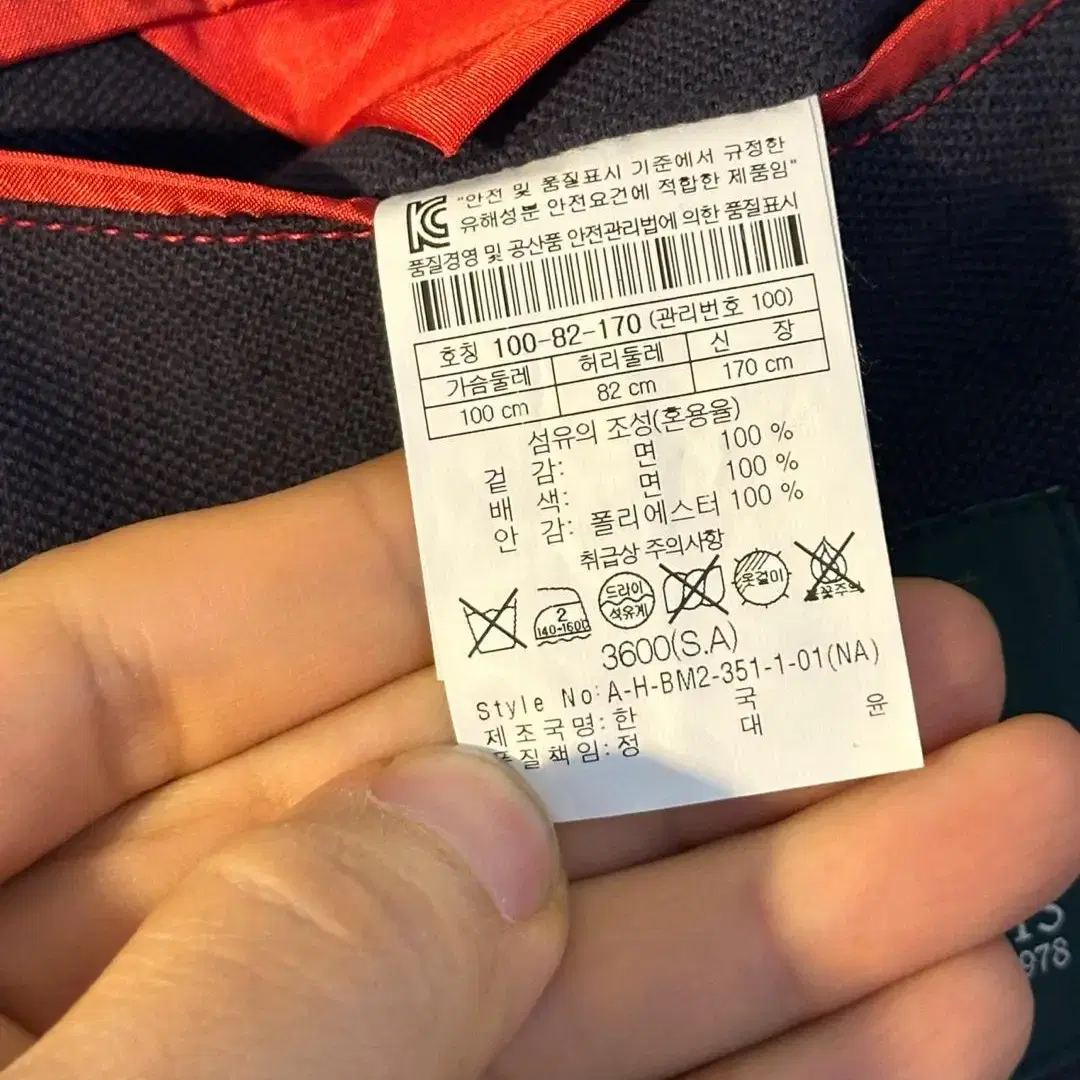 "안전 및 품질표시 기준에서 규정한
유해성분 안전요건에 적합한 제품임"
품질경영 및 공산품 안전관리법에 의한 품질표시
호칭 100-82-170 (관리번호 100)
가슴둘레 허리둘레 신 장
100 cm 82 cm 170 cm
섬유의 조성(혼용율)
겉 감: 면 100 %
배 색: 면 100 %
안 감: 폴리에스터 100 %
취급상 주의사항
2
140-160℃
드라이
석유계
옷걸이
3600(S.A)
Style No: A-H-BM2-351-1-01(NA)
제조국명: 한 국
품질책임: 정 대 윤
978